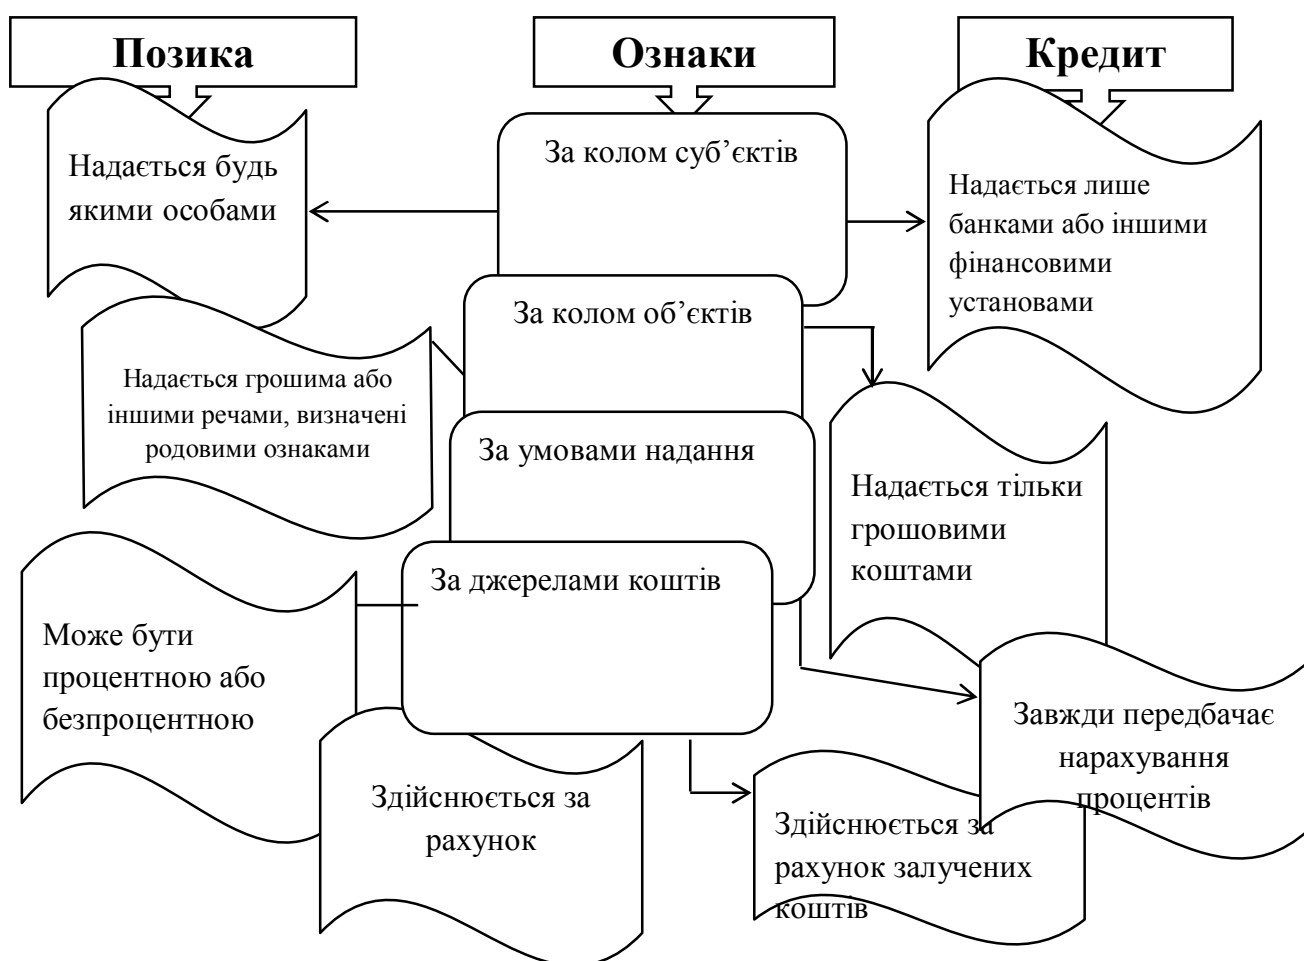 Позика
Ознаки
Кредит
За колом суб’єктів
Надається будь
якими особами
Надається лише
банками або іншими
фінансовими
установами
За колом об’єктів
Надається грошима або
іншими речами, визначені
родовими ознаками
Надається тільки
грошовими
коштами
За умовами надання
Може бути
процентною або
безпроцентною
Завжди передбачає
нарахування
процентів
За джерелами коштів
Здійснюється за
рахунок
Здійснюється за
рахунок залучених
коштів